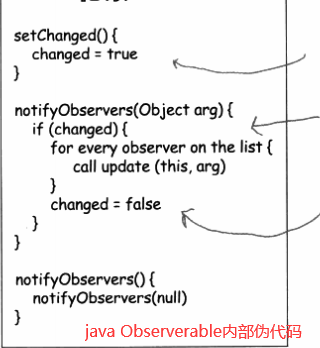 setChanged() {
changed = true
}
notifyObservers(Object arg) {
if (changed) {
for every observer on the list {
call update (this, arg)
}
changed = false
}
}
notifyObservers() {
notifyObservers(null)
}
java Observerable内部伪代码